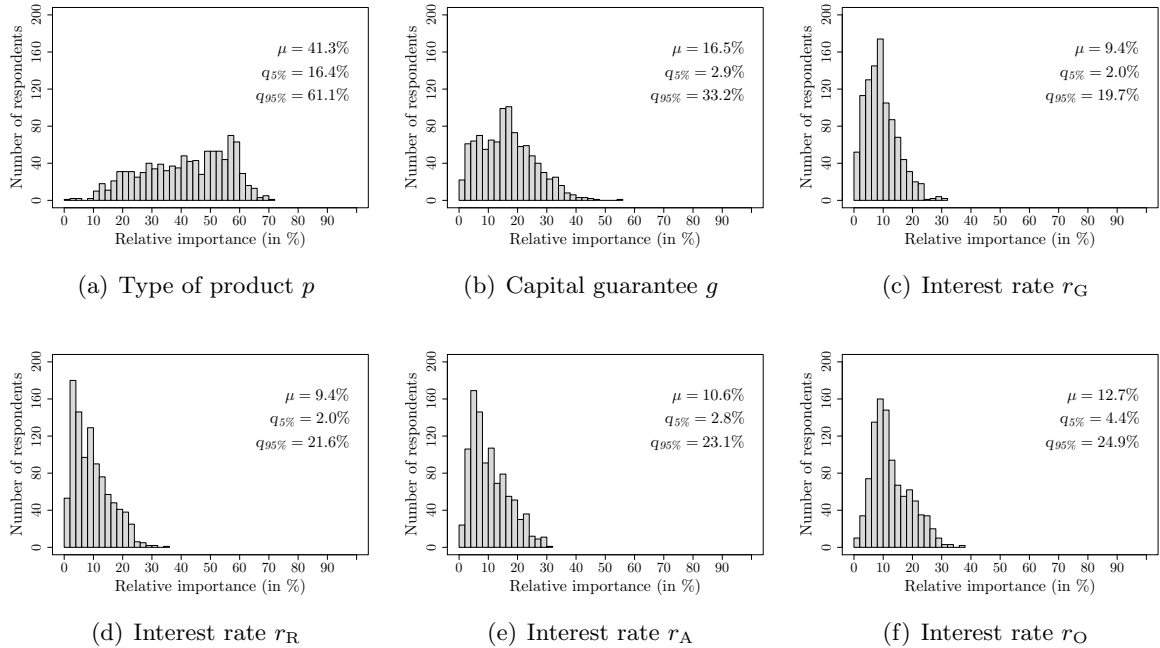 Number of respondents
0 40 80 120 160 200
μ = 41.3%
q5% = 16.4%
q95% = 61.1%
0 10 20 30 40 50 60 70 80 90
Relative importance (in %)
(a) Type of product p
Number of respondents
0 40 80 120 160 200
μ = 16.5%
q5% = 2.9%
q95% = 33.2%
0 10 20 30 40 50 60 70 80 90
Relative importance (in %)
(b) Capital guarantee g
Number of respondents
0 40 80 120 160 200
μ = 9.4%
q5% = 2.0%
q95% = 19.7%
0 10 20 30 40 50 60 70 80 90
Relative importance (in %)
(c) Interest rate rG
Number of respondents
0 40 80 120 160 200
μ = 9.4%
q5% = 2.0%
q95% = 21.6%
0 10 20 30 40 50 60 70 80 90
Relative importance (in %)
(d) Interest rate rR
Number of respondents
0 40 80 120 160 200
μ = 10.6%
q5% = 2.8%
q95% = 23.1%
0 10 20 30 40 50 60 70 80 90
Relative importance (in %)
(e) Interest rate rA
Number of respondents
0 40 80 120 160 200
μ = 12.7%
q5% = 4.4%
q95% = 24.9%
0 10 20 30 40 50 60 70 80 90
Relative importance (in %)
(f) Interest rate rO